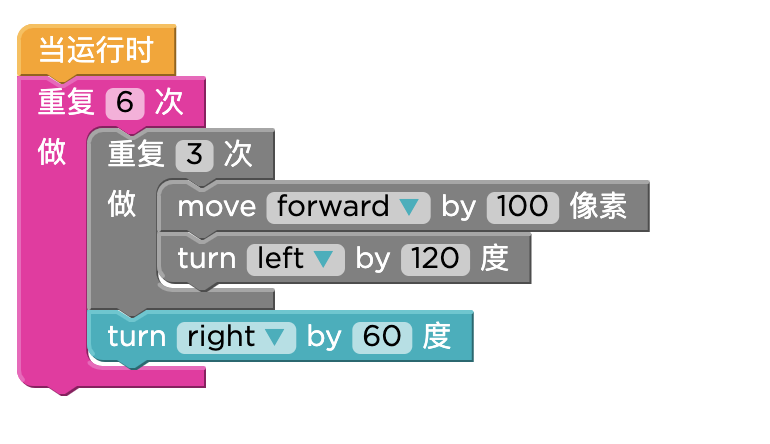 当运行时
重复 6 次
做
重复 3 次
做
move forward by 100 像素
turn left by 120 度
turn right by 60 度